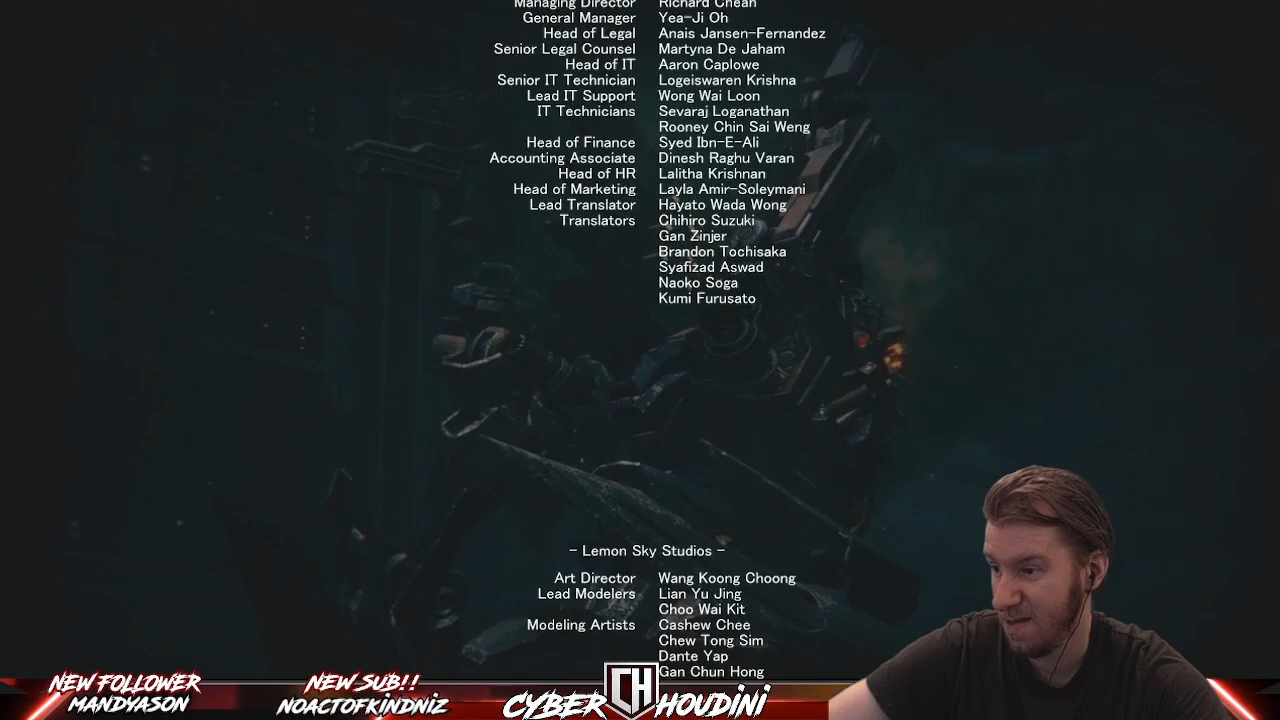 Managing Director Richard Cheah
General Manager Yea-Ji Oh
Head of Legal Anais Jansen-Fernandez
Senior Legal Counsel Martyna De Jaham
Head of IT Aaron Caplowe
Senior IT Technician Logeiswaren Krishna
Lead IT Support Wong Wai Loon
IT Technicians Sevaraj Loganathan
Rooney Chin Sai Weng
Head of Finance Syed Ibn-E-Ali
Accounting Associate Dinesh Raghu Varan
Head of HR Lalitha Krishnan
Head of Marketing Layla Amir-Soleymani
Lead Translator Hayato Wada Wong
Translators Chihiro Suzuki
Gan Zinjer
Brandon Tochisaka
Syafizad Aswad
Naoko Soga
Kumi Furusato
- Lemon Sky Studios -
Art Director Wang Koong Choong
Lead Modelers Lian Yu Jing
Choo Wai Kit
Modeling Artists Cashew Chee
Chew Tong Sim
Dante Yap
Gan Chun Hong
NEW FOLLOWER
MANDYASON
NEW SUB!!
NOACTOFKINDNIZ
CYBER CH HOUDINI